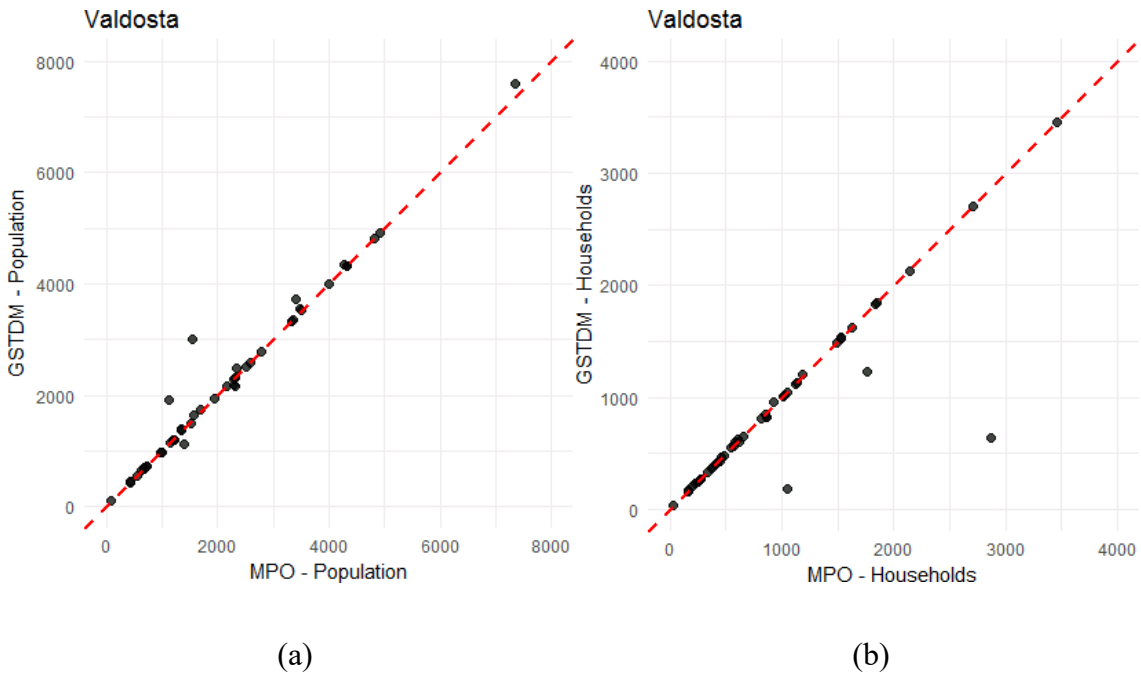 Valdosta
8000
6000
4000
2000
0
GSTDM - Population
0 2000 4000 6000 8000
MPO - Population
(a)
Valdosta
4000
3000
2000
1000
0
GSTDM - Households
0 1000 2000 3000 4000
MPO - Households
(b)